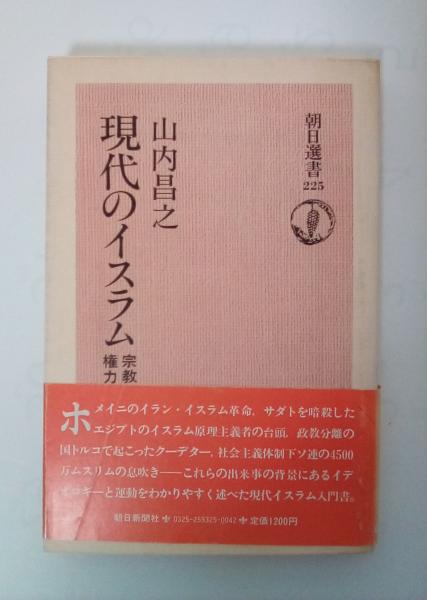 朝日選書
225
山内昌之
現代のイスラム
宗教
権力
ホメイニのイラン・イスラム革命,サダトを暗殺した
エジプトのイスラム原理主義者の台頭,政教分離の
国トルコで起こったクーデター,社会主義体制下ソ連の4500
万ムスリムの息吹き——これらの出来事の背景にあるイデ
オロギーと運動をわかりやすく述べた現代イスラム入門書。
朝日新聞社 0325-259325-0042 定価1200円